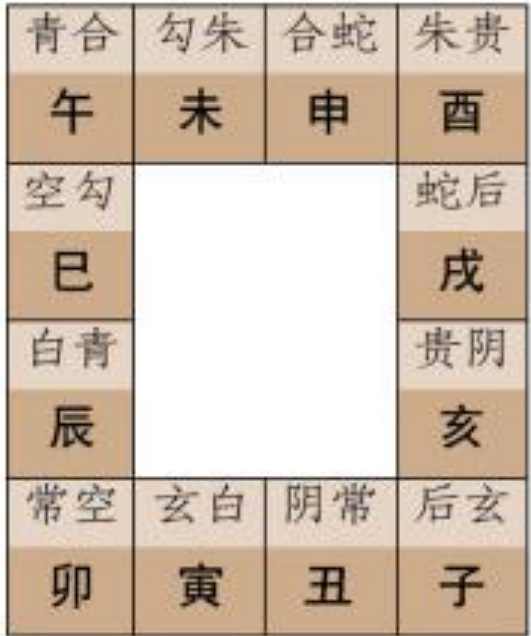 青合 勾朱 合蛇 朱贵
午 未 申 酉
空勾 蛇后
巳 戌
白青 贵阴
辰 亥
常空 玄白 阴常 后玄
卯 寅 丑 子